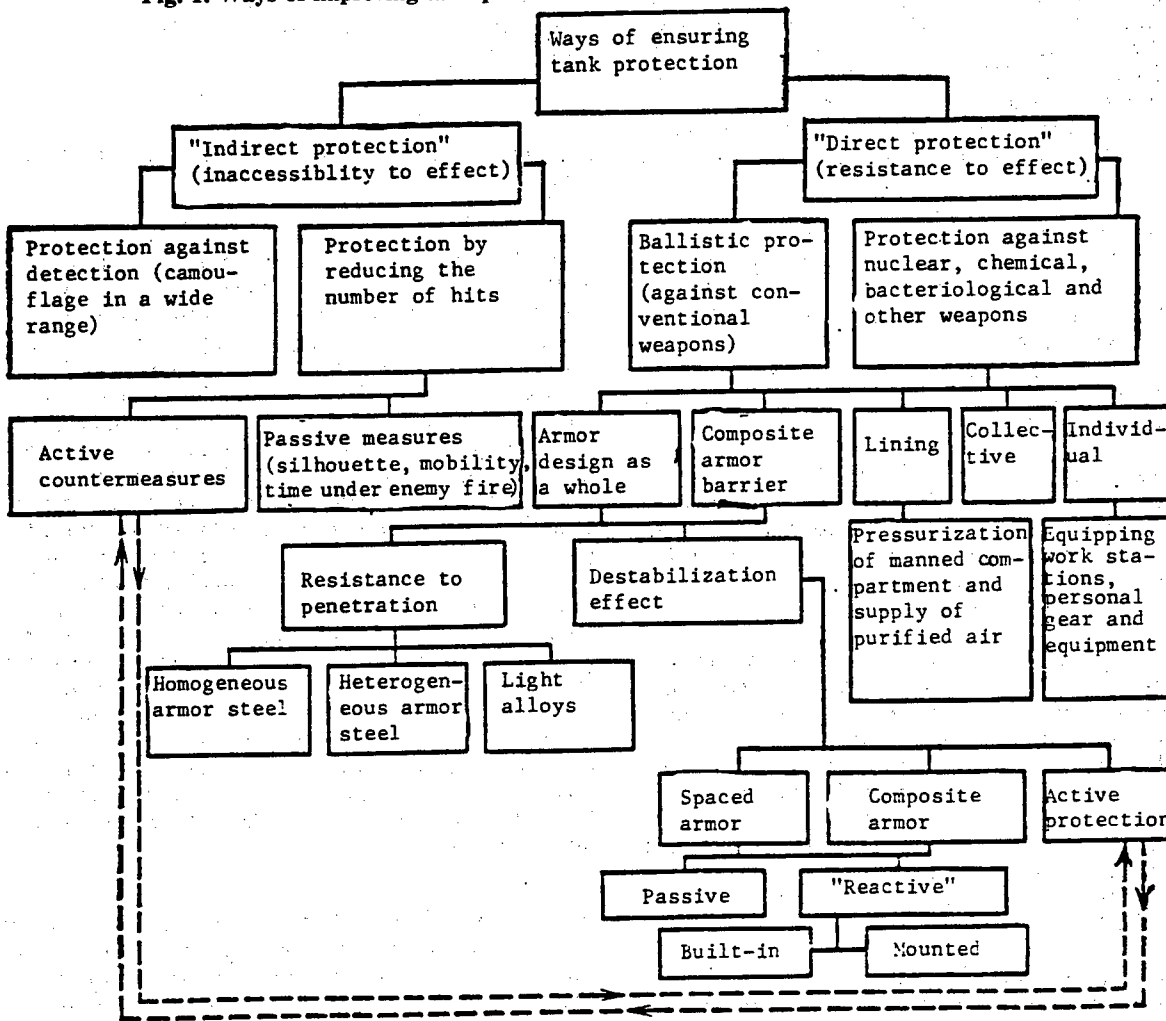 Fig. 1. Ways of improving
Ways of ensuring
tank protection
"Indirect protection"
(inaccessiblity to effect)
"Direct protection"
(resistance to effect)
Protection against
detection (camou-
flage in a wide
range)
Protection by
reducing the
number of hits
Ballistic pro-
tection
(against con-
ventional
weapons)
Protection against
nuclear, chemical,
bacteriological and
other weapons
Active
countermeasures
Passive measures
(silhouette, mobility,
time under enemy fire)
Armor
design as
a whole
Composite
armor
barrier
Lining
Collec-
tive
Individ-
ual
Resistance to
penetration
Destabilization
effect
Pressurization
of manned com-
partment and
supply of
purified air
Equipping
work sta-
tions,
personal
gear and
equipment
Homogeneous
armor steel
Heterogen-
eous armor
steel
Light
alloys
Spaced
armor
Composite
armor
Active
protection
Passive
"Reactive"
Built-in
Mounted